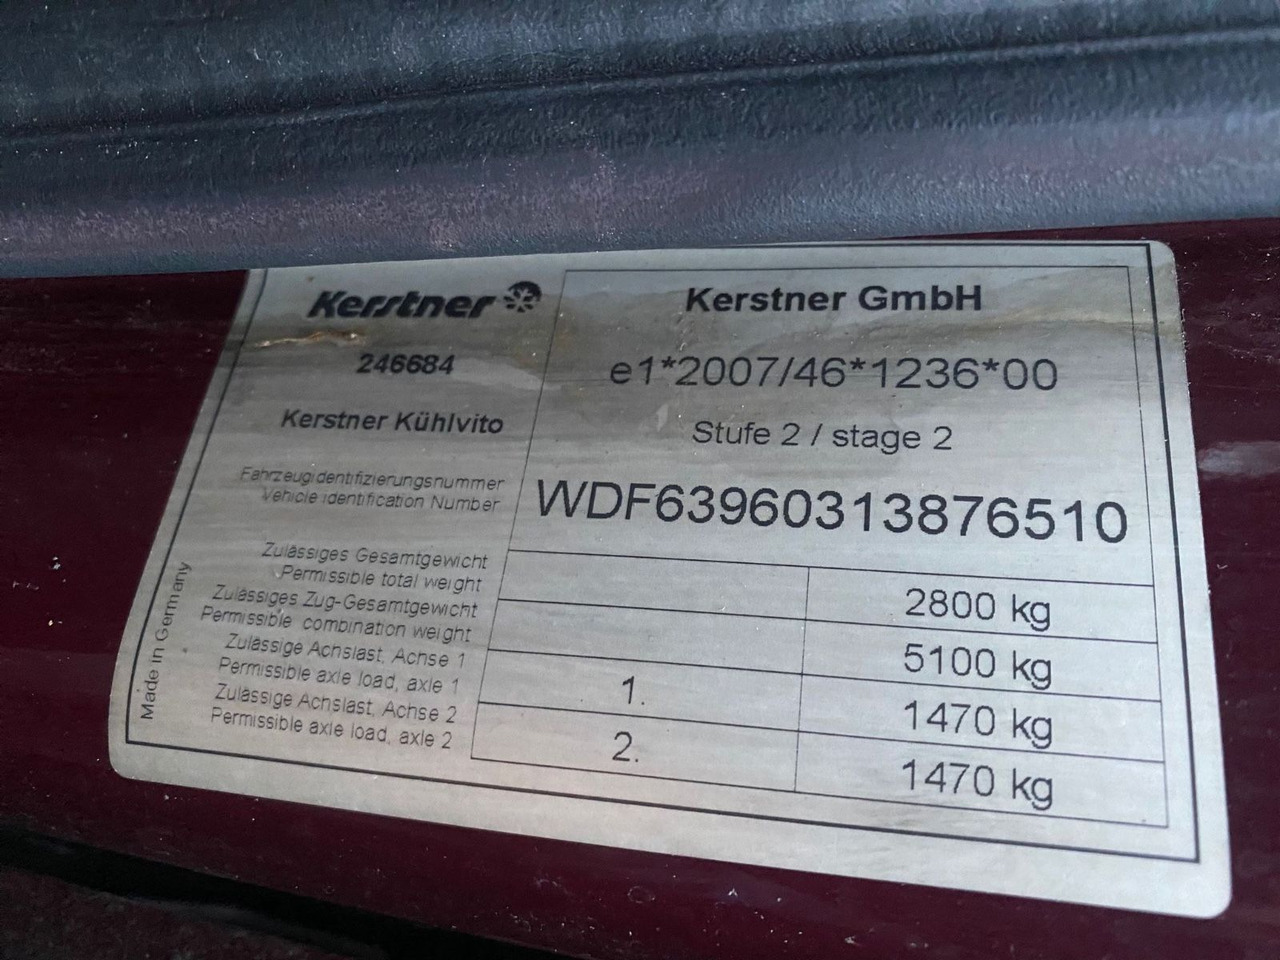 Kerstner
246684
Kerstner Kühlvito
Kerstner GmbH
e1*2007/46*1236*00
Stufe 2 / stage 2
Fahrzeugidentifizierungsnummer
Vehicle identification Number
WDF63960313876510
Zulässiges Gesamtgewicht
Permissible total weight
2800 kg
Zulässiges Zug-Gesamtgewicht
Permissible combination weight
5100 kg
Zulässige Achslast, Achse 1
Permissible axle load, axle 1
1. 1470 kg
Zulässige Achslast, Achse 2
Permissible axle load, axle 2
2. 1470 kg
Made in Germany